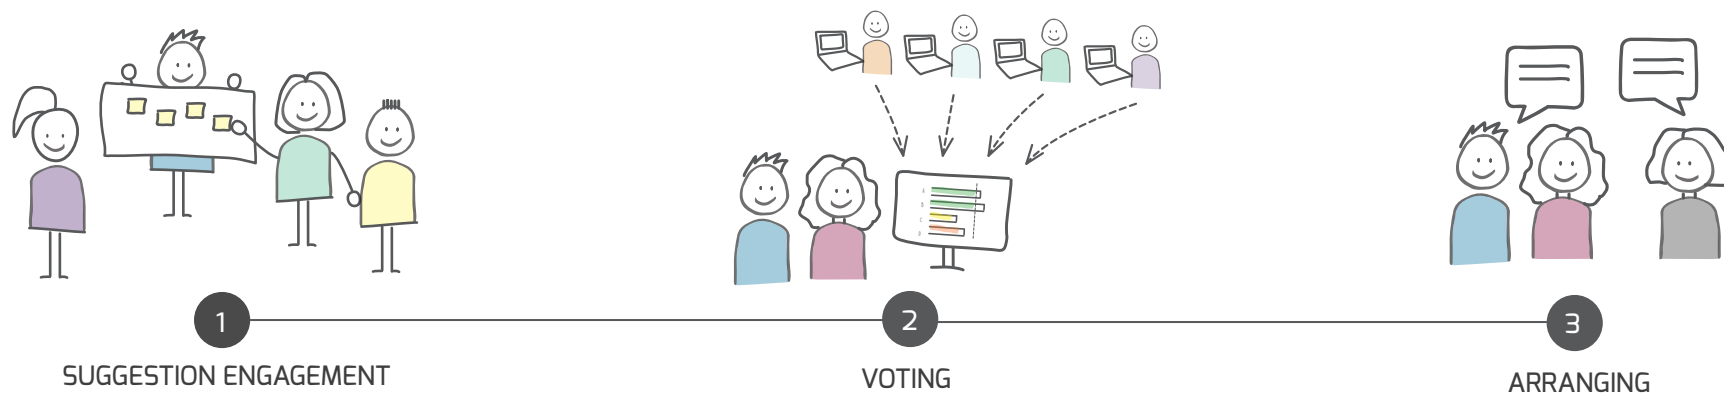 A
B
C
D
1
2
3
SUGGESTION ENGAGEMENT
VOTING
ARRANGING